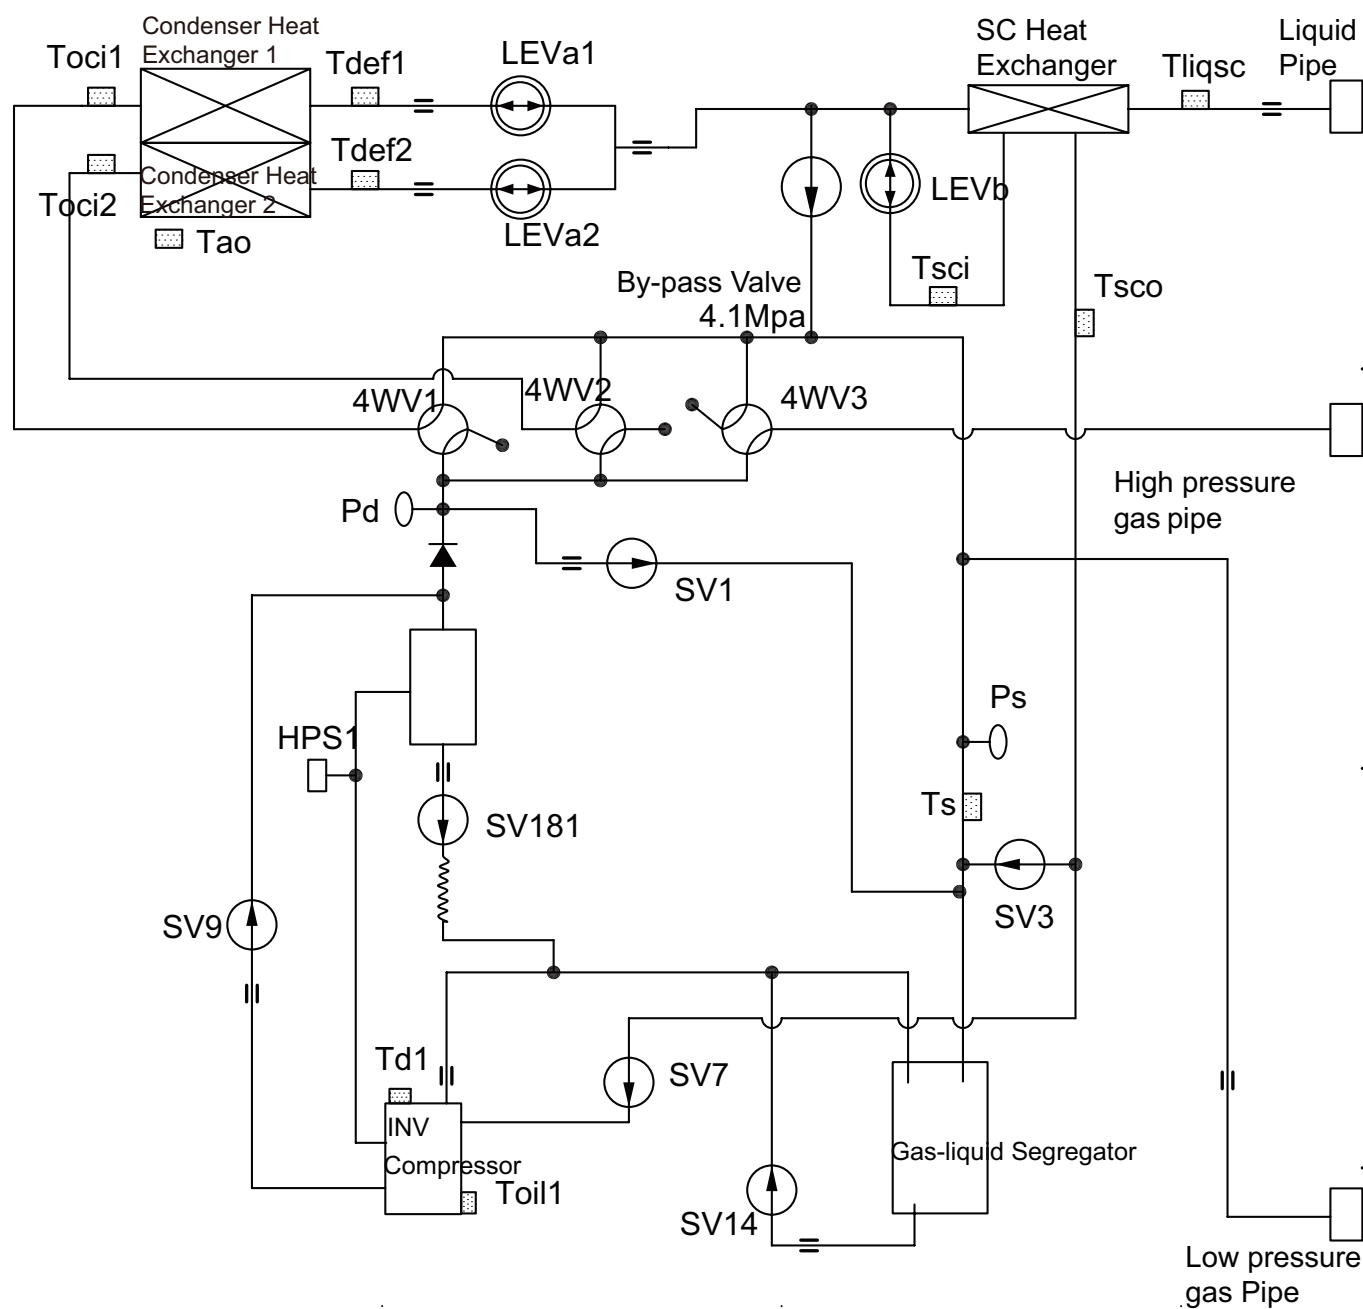 Condenser Heat
Exchanger 1
Toci1
Tdef1
LEVa1
SC Heat
Exchanger
Tliqsc
Liquid
Pipe
Tdef2
Condenser Heat
Exchanger 2
Toci2
Tao
LEVa2
LEVb
Tsci
Tsco
By-pass Valve
4.1Mpa
4WV1
4WV2
4WV3
High pressure
gas pipe
Pd
SV1
Ps
HPS1
Ts
SV181
SV9
SV3
Td1
SV7
INV
Compressor
Toil1
Gas-liquid Segregator
SV14
Low pressure
gas Pipe